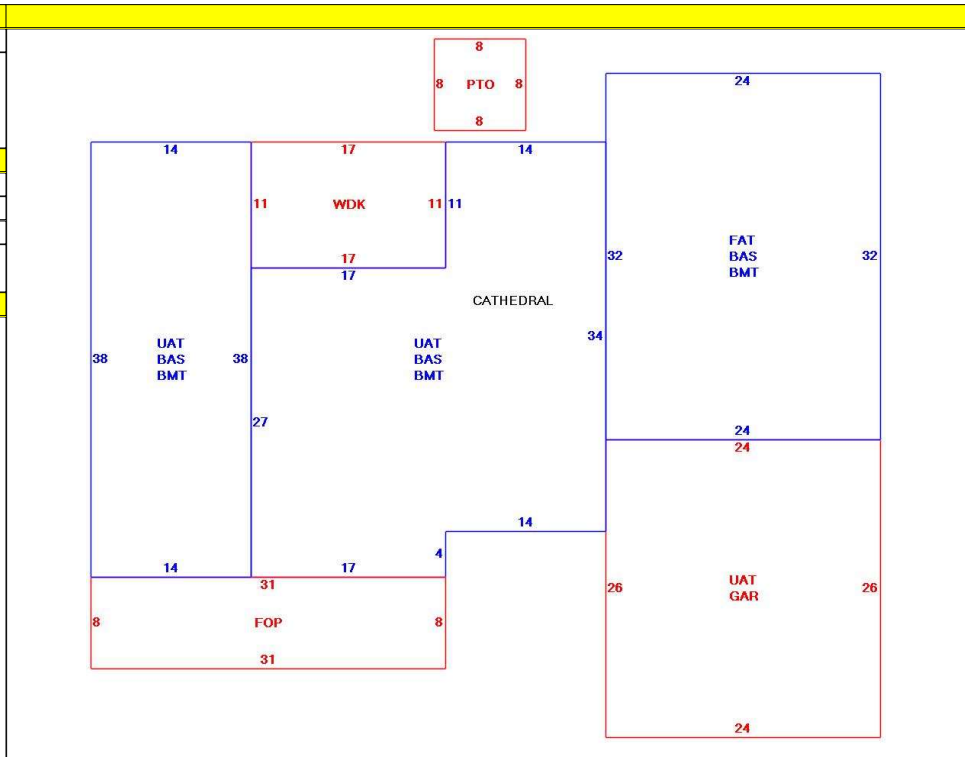 8
8 PTO 8
8
24
14
17
14
11 WDK 11 11
17
17
FAT
BAS
BMT
32
32
CATHEDRAL
34
38
UAT
BAS
BMT
38
UAT
BAS
BMT
27
24
24
14
4
14
17
31
8 FOP 8
31
26
UAT
GAR
26
24